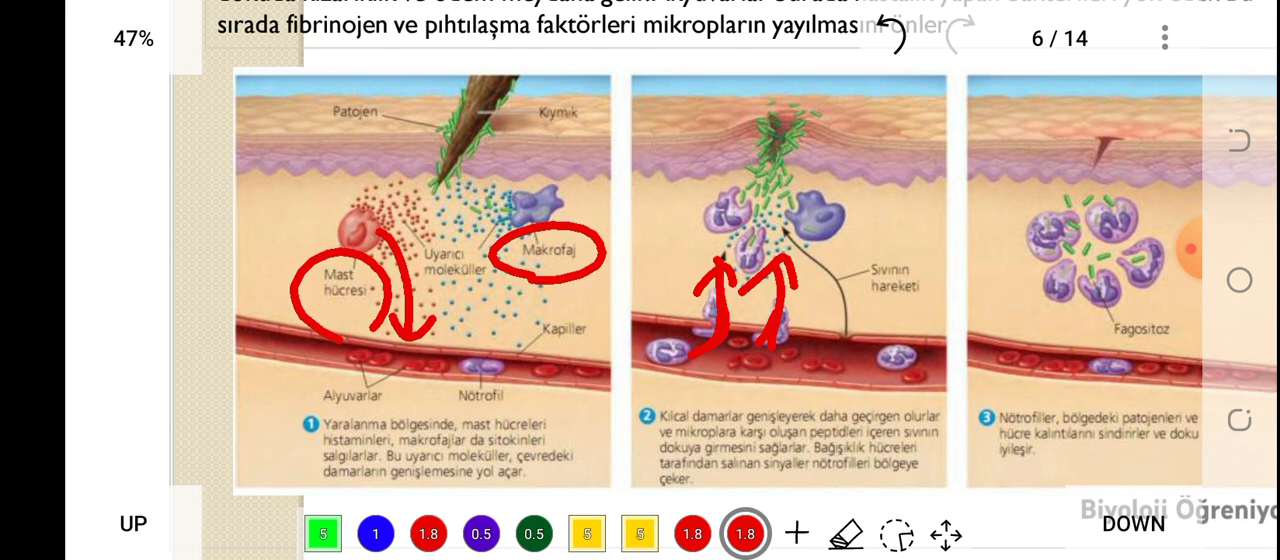 47%
sırada fibrinojen ve pıhtılaşma faktörleri mikropların yayılmasını önler
6 / 14
Patojen
Kıymık
Uyarıcı
moleküller
Makrofaj
Mast
hücresi
Kapiller
Alyuvarlar
Nötrofil
1 Yaralanma bölgesinde, mast hücreleri
histaminleri, makrofajlar da sitokinleri
salgılarlar. Bu uyarıcı moleküller, çevredeki
damarların genişlemesine yol açar.
Sıvının
hareketi
2 Kılcal damarlar genişleyerek daha geçirgen olurlar
ve mikroplara karşı oluşan peptidleri içeren sıvının
dokuya girmesini sağlarlar. Bağışıklık hücreleri
tarafından salınan sinyaller nötrofilleri bölgeye
çeker.
Fagositoz
3 Nötrofiller, bölgedeki patojenleri ve
hücre kalıntılarını sindirirler ve doku
iyileşir.
Biyoloji Öğreniyo
UP
5 1 1.8 0.5 0.5 5 5 1.8 1.8
DOWN